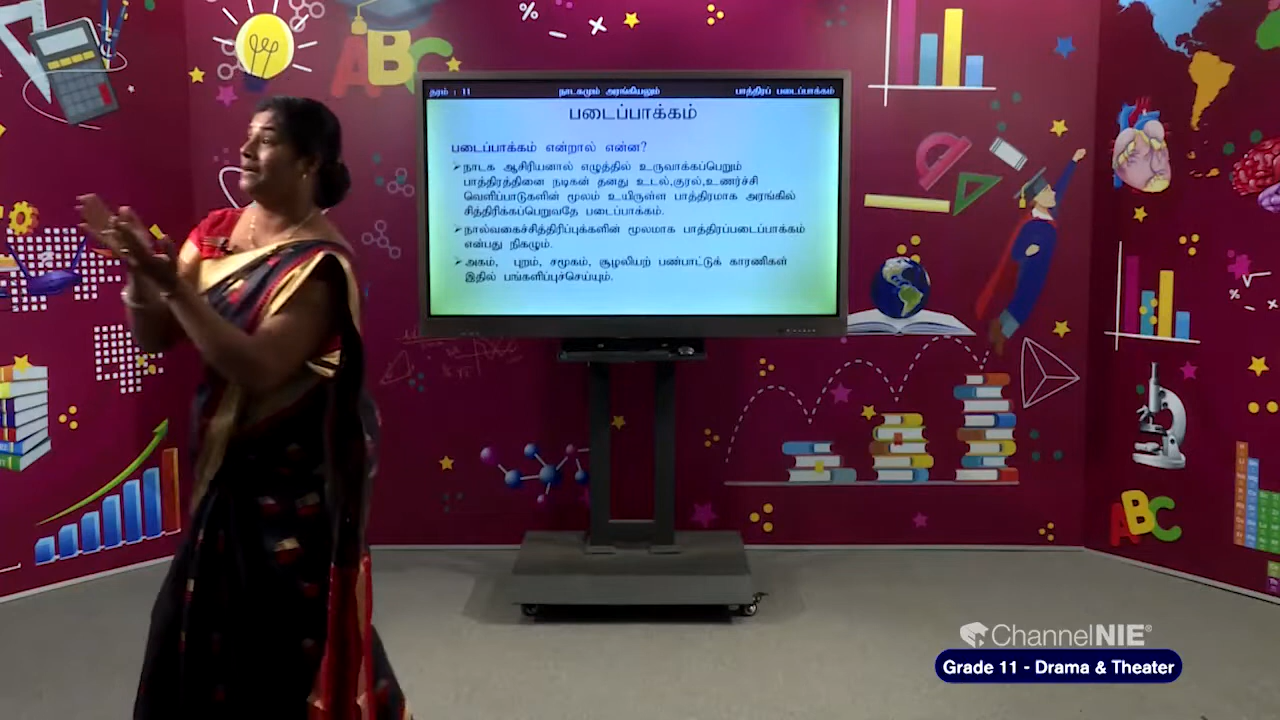 ABC
தரம் : 11 நாடகமும் அரங்கியலும் பாத்திரப் படைப்பாக்கம்
படைப்பாக்கம்
படைப்பாக்கம் என்றால் என்ன?
➢நாடக ஆசிரியனால் எழுத்தில் உருவாக்கப்பெறும்
பாத்திரத்தினை நடிகன் தனது உடல்,குரல்,உணர்ச்சி
வெளிப்பாடுகளின் மூலம் உயிருள்ள பாத்திரமாக அரங்கில்
சித்திரிக்கப்பெறுவதே படைப்பாக்கம்.
➢நால்வகைச்சித்திரிப்புக்களின் மூலமாக பாத்திரப்படைப்பாக்கம்
என்பது நிகழும்.
➢அகம், புறம், சமூகம், சூழலியற் பண்பாட்டுக் காரணிகள்
இதில் பங்களிப்புச்செய்யும்.
ABC
ChannelNIE®
Grade 11 - Drama & Theater